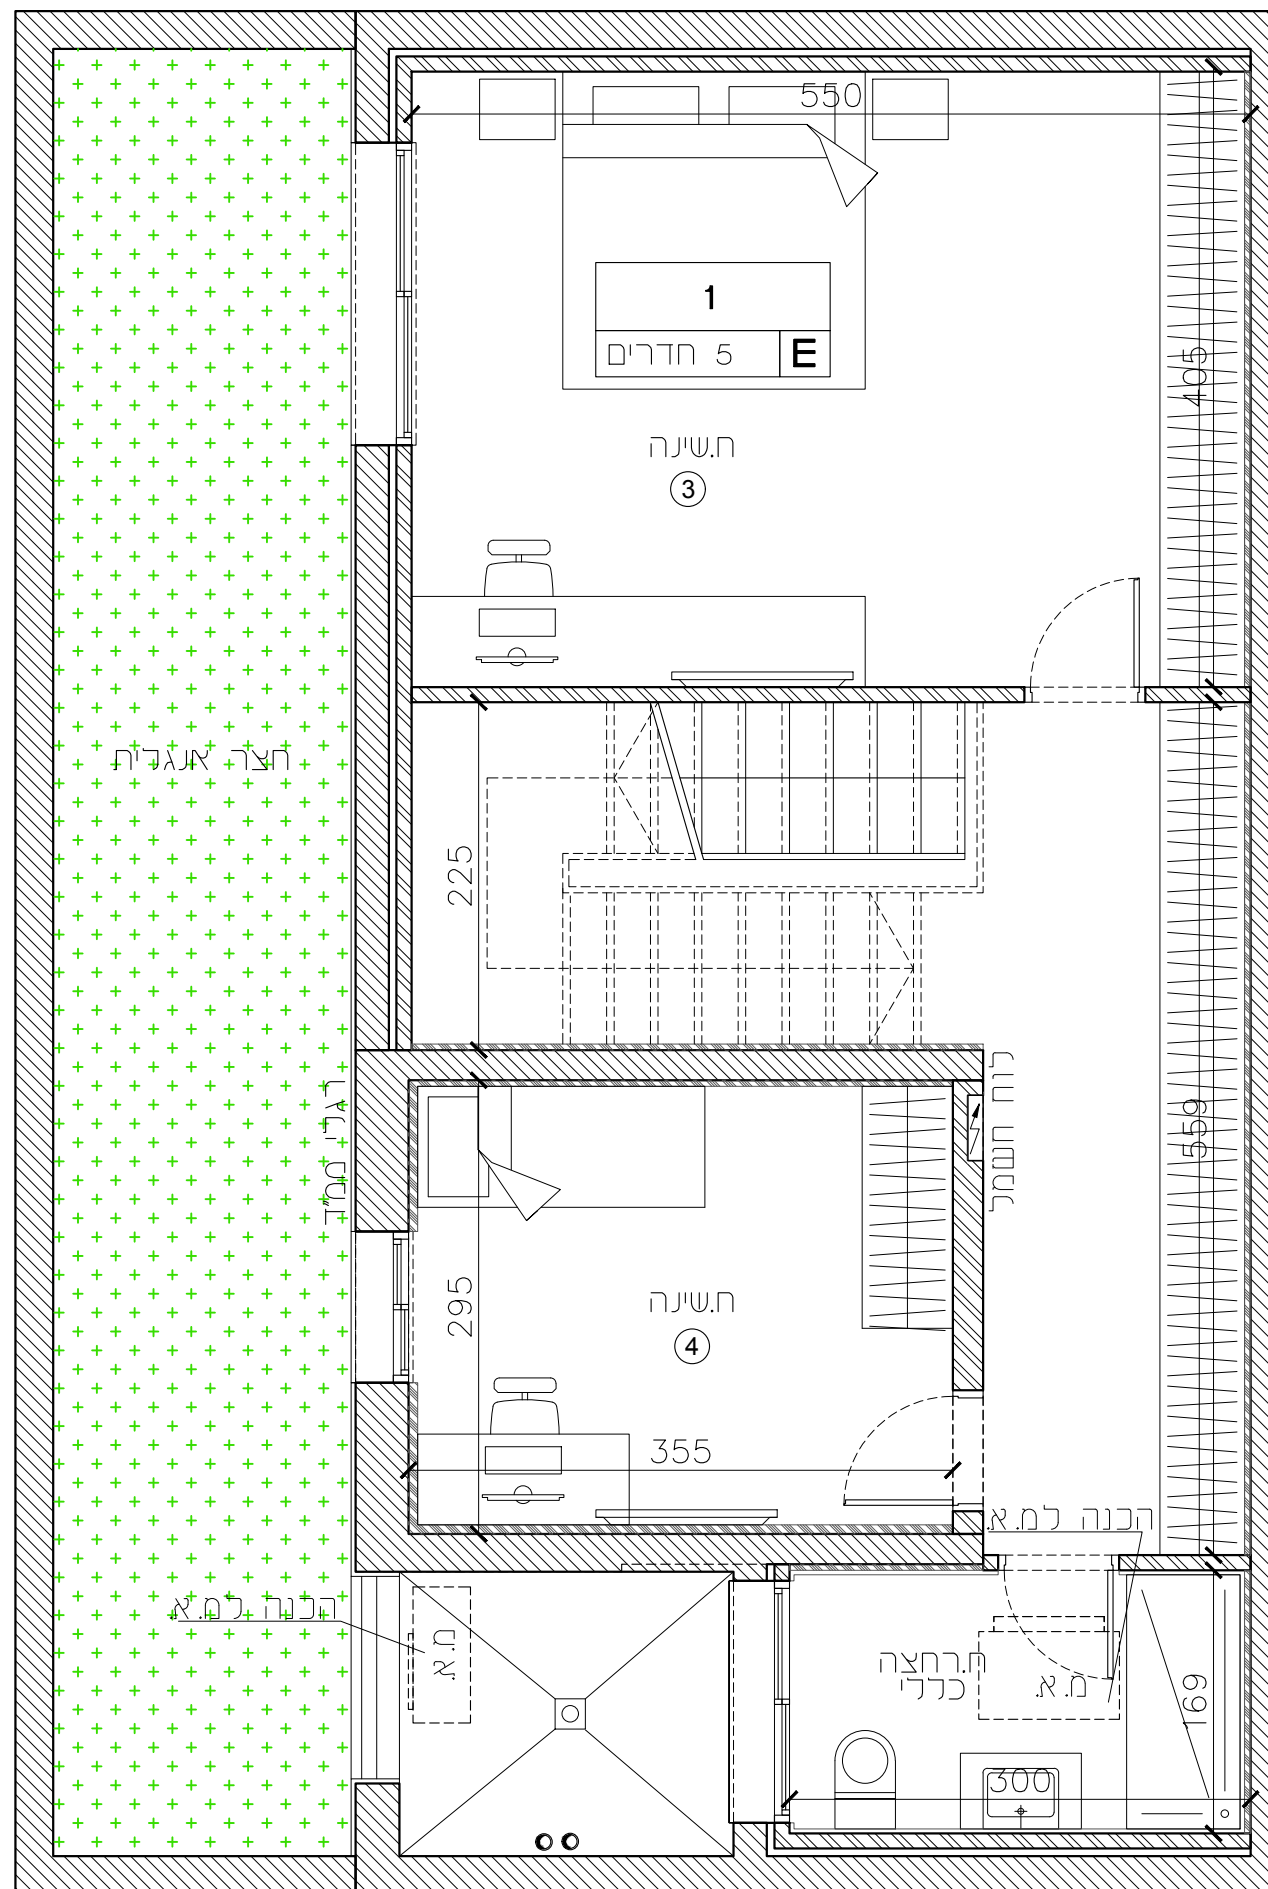 550
1
5 חדרים
E
405
ח.שינה
3
חצר אנגלית
225
רגלי ממ"ד
לוח חשמל
559
295
ח.שינה
4
355
הכנה למ.א.
הכנה למ.א.
מ.א.
ח.רחצה
כללי
מ.א.
169
300